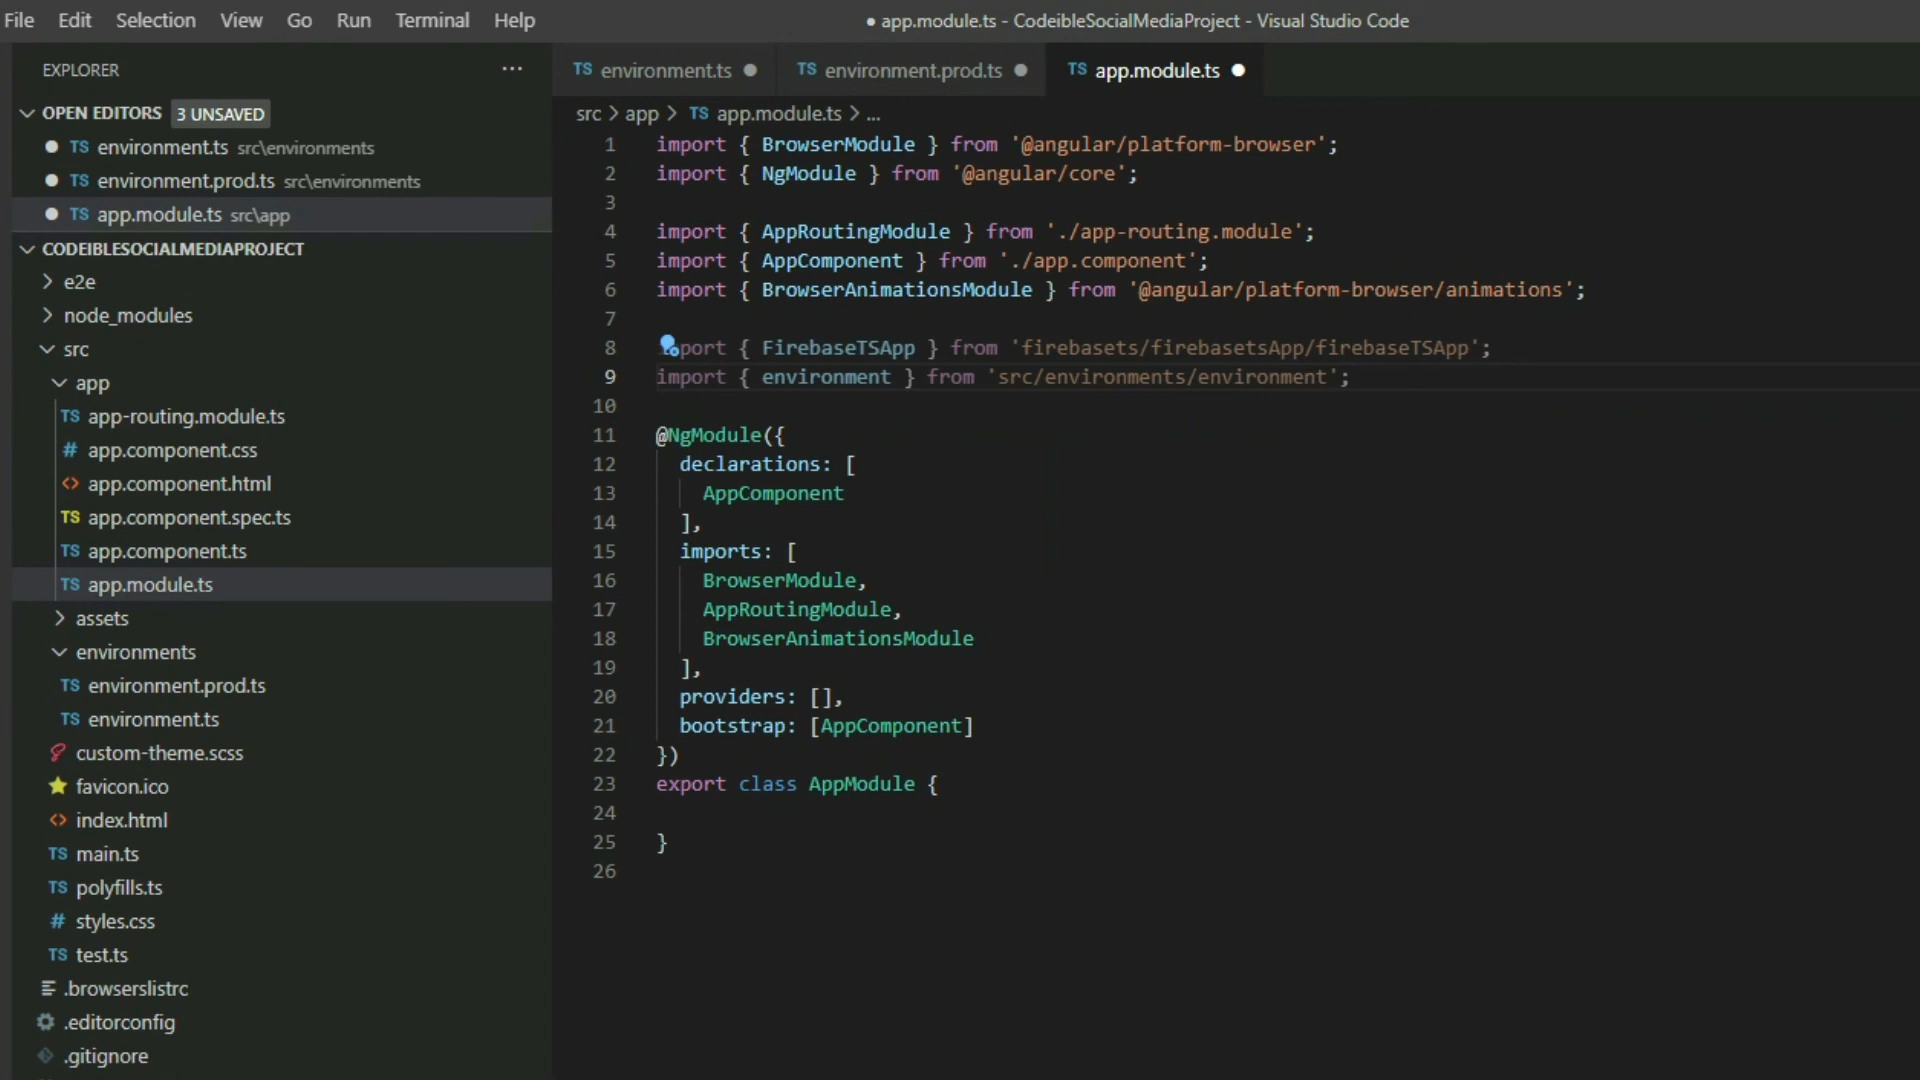 File Edit Selection View Go Run Terminal Help
● app.module.ts - CodeibleSocialMediaProject - Visual Studio Code
EXPLORER ...
OPEN EDITORS 3 UNSAVED
● TS environment.ts src\environments
● TS environment.prod.ts src\environments
● TS app.module.ts src\app
CODEIBLESOCIALMEDIAPROJECT
e2e
node_modules
src
app
TS app-routing.module.ts
# app.component.css
<> app.component.html
TS app.component.spec.ts
TS app.component.ts
TS app.module.ts
assets
environments
TS environment.prod.ts
TS environment.ts
custom-theme.scss
favicon.ico
<> index.html
TS main.ts
TS polyfills.ts
# styles.css
TS test.ts
.browserslistrc
.editorconfig
.gitignore
TS environment.ts ● TS environment.prod.ts ● TS app.module.ts ●
src > app > TS app.module.ts > ...
1 import { BrowserModule } from '@angular/platform-browser';
2 import { NgModule } from '@angular/core';
3
4 import { AppRoutingModule } from './app-routing.module';
5 import { AppComponent } from './app.component';
6 import { BrowserAnimationsModule } from '@angular/platform-browser/animations';
7
8 import { FirebaseTSApp } from 'firebasets/firebasetsApp/firebaseTSApp';
9 import { environment } from 'src/environments/environment';
10
11 @NgModule({
12 declarations: [
13 AppComponent
14 ],
15 imports: [
16 BrowserModule,
17 AppRoutingModule,
18 BrowserAnimationsModule
19 ],
20 providers: [],
21 bootstrap: [AppComponent]
22 })
23 export class AppModule {
24
25 }
26